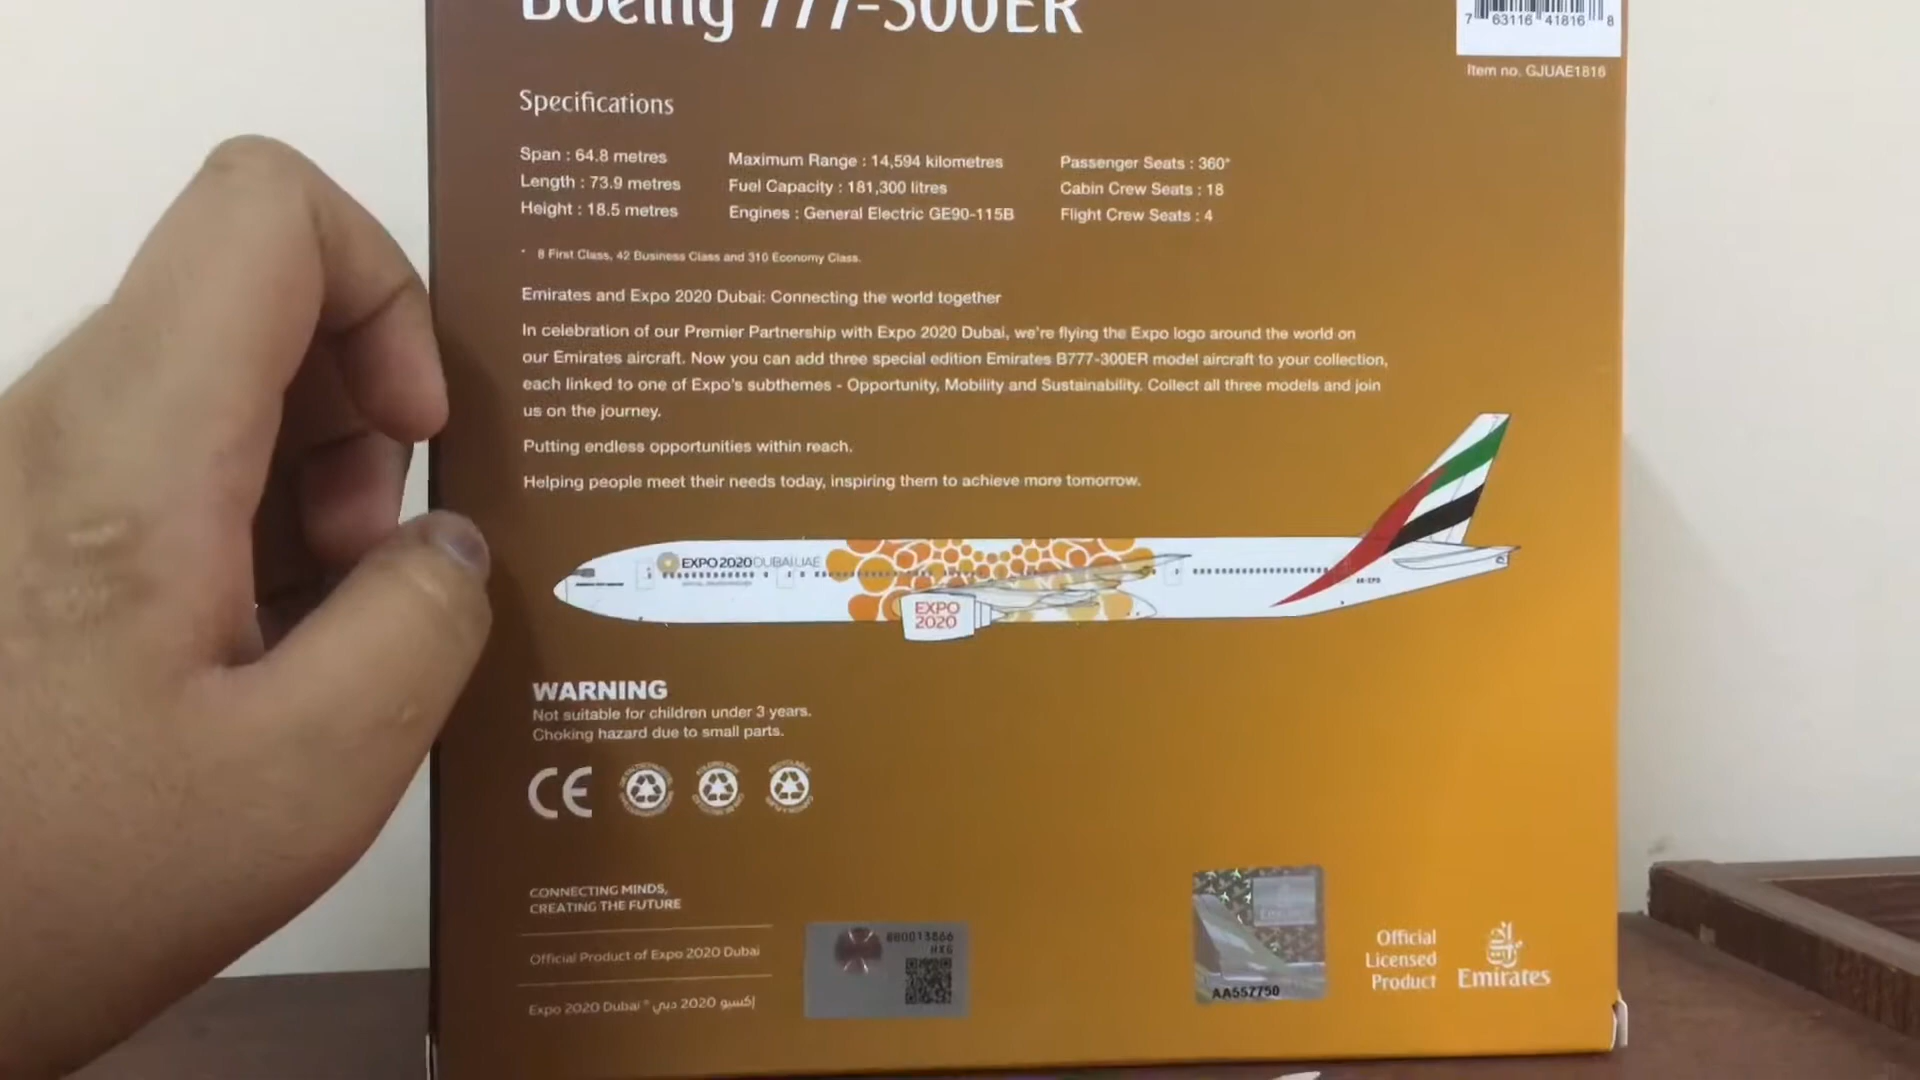 Boeing 777-300ER
7 63116 41816 8
Item no. GJUAE1816
Specifications
Span : 64.8 metres
Length : 73.9 metres
Height : 18.5 metres
Maximum Range : 14,594 kilometres
Fuel Capacity : 181,300 litres
Engines : General Electric GE90-115B
Passenger Seats : 360*
Cabin Crew Seats : 18
Flight Crew Seats : 4
* 8 First Class, 42 Business Class and 310 Economy Class.
Emirates and Expo 2020 Dubai: Connecting the world together
In celebration of our Premier Partnership with Expo 2020 Dubai, we're flying the Expo logo around the world on
our Emirates aircraft. Now you can add three special edition Emirates B777-300ER model aircraft to your collection,
each linked to one of Expo's subthemes - Opportunity, Mobility and Sustainability. Collect all three models and join
us on the journey.
Putting endless opportunities within reach.
Helping people meet their needs today, inspiring them to achieve more tomorrow.
EXPO 2020 DUBAI, UAE
EXPO
2020
WARNING
Not suitable for children under 3 years.
Choking hazard due to small parts.
CE
CONNECTING MINDS,
CREATING THE FUTURE
Official Product of Expo 2020 Dubai
Expo 2020 Dubai * إكسبو 2020 دبي
AA557750
Official
Licensed
Product
Emirates